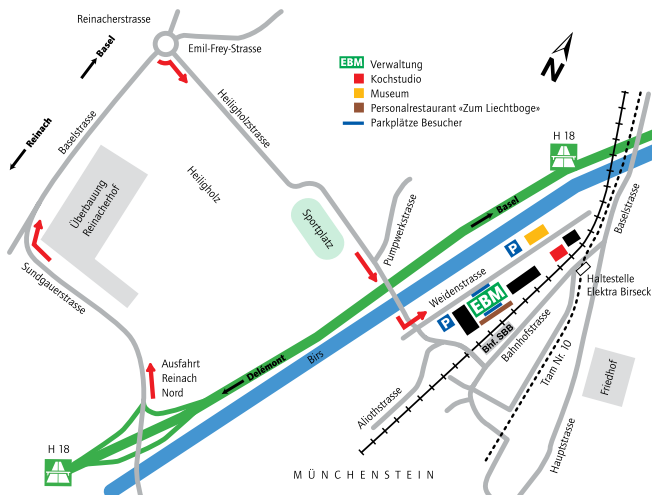 Reinacherstrasse
Emil-Frey-Strasse
Basel
Reinach
Baselstrasse
Heiligholzstrasse
Heiligholz
Überbauung
Reinacherhof
Sundgauerstrasse
Sportplatz
Pumpwerkstrasse
EBM Verwaltung
Kochstudio
Museum
Personalrestaurant «Zum Liechtboge»
Parkplätze Besucher
N
H 18
Basel
Baselstrasse
P
Weidenstrasse
EBM
P
Haltestelle
Elektra Birseck
Bhf. SBB
Bahnhofstrasse
Tram Nr. 10
Friedhof
Hauptstrasse
Aliothstrasse
Birs
Delémont
Ausfahrt
Reinach
Nord
H 18
MÜNCHENSTEIN